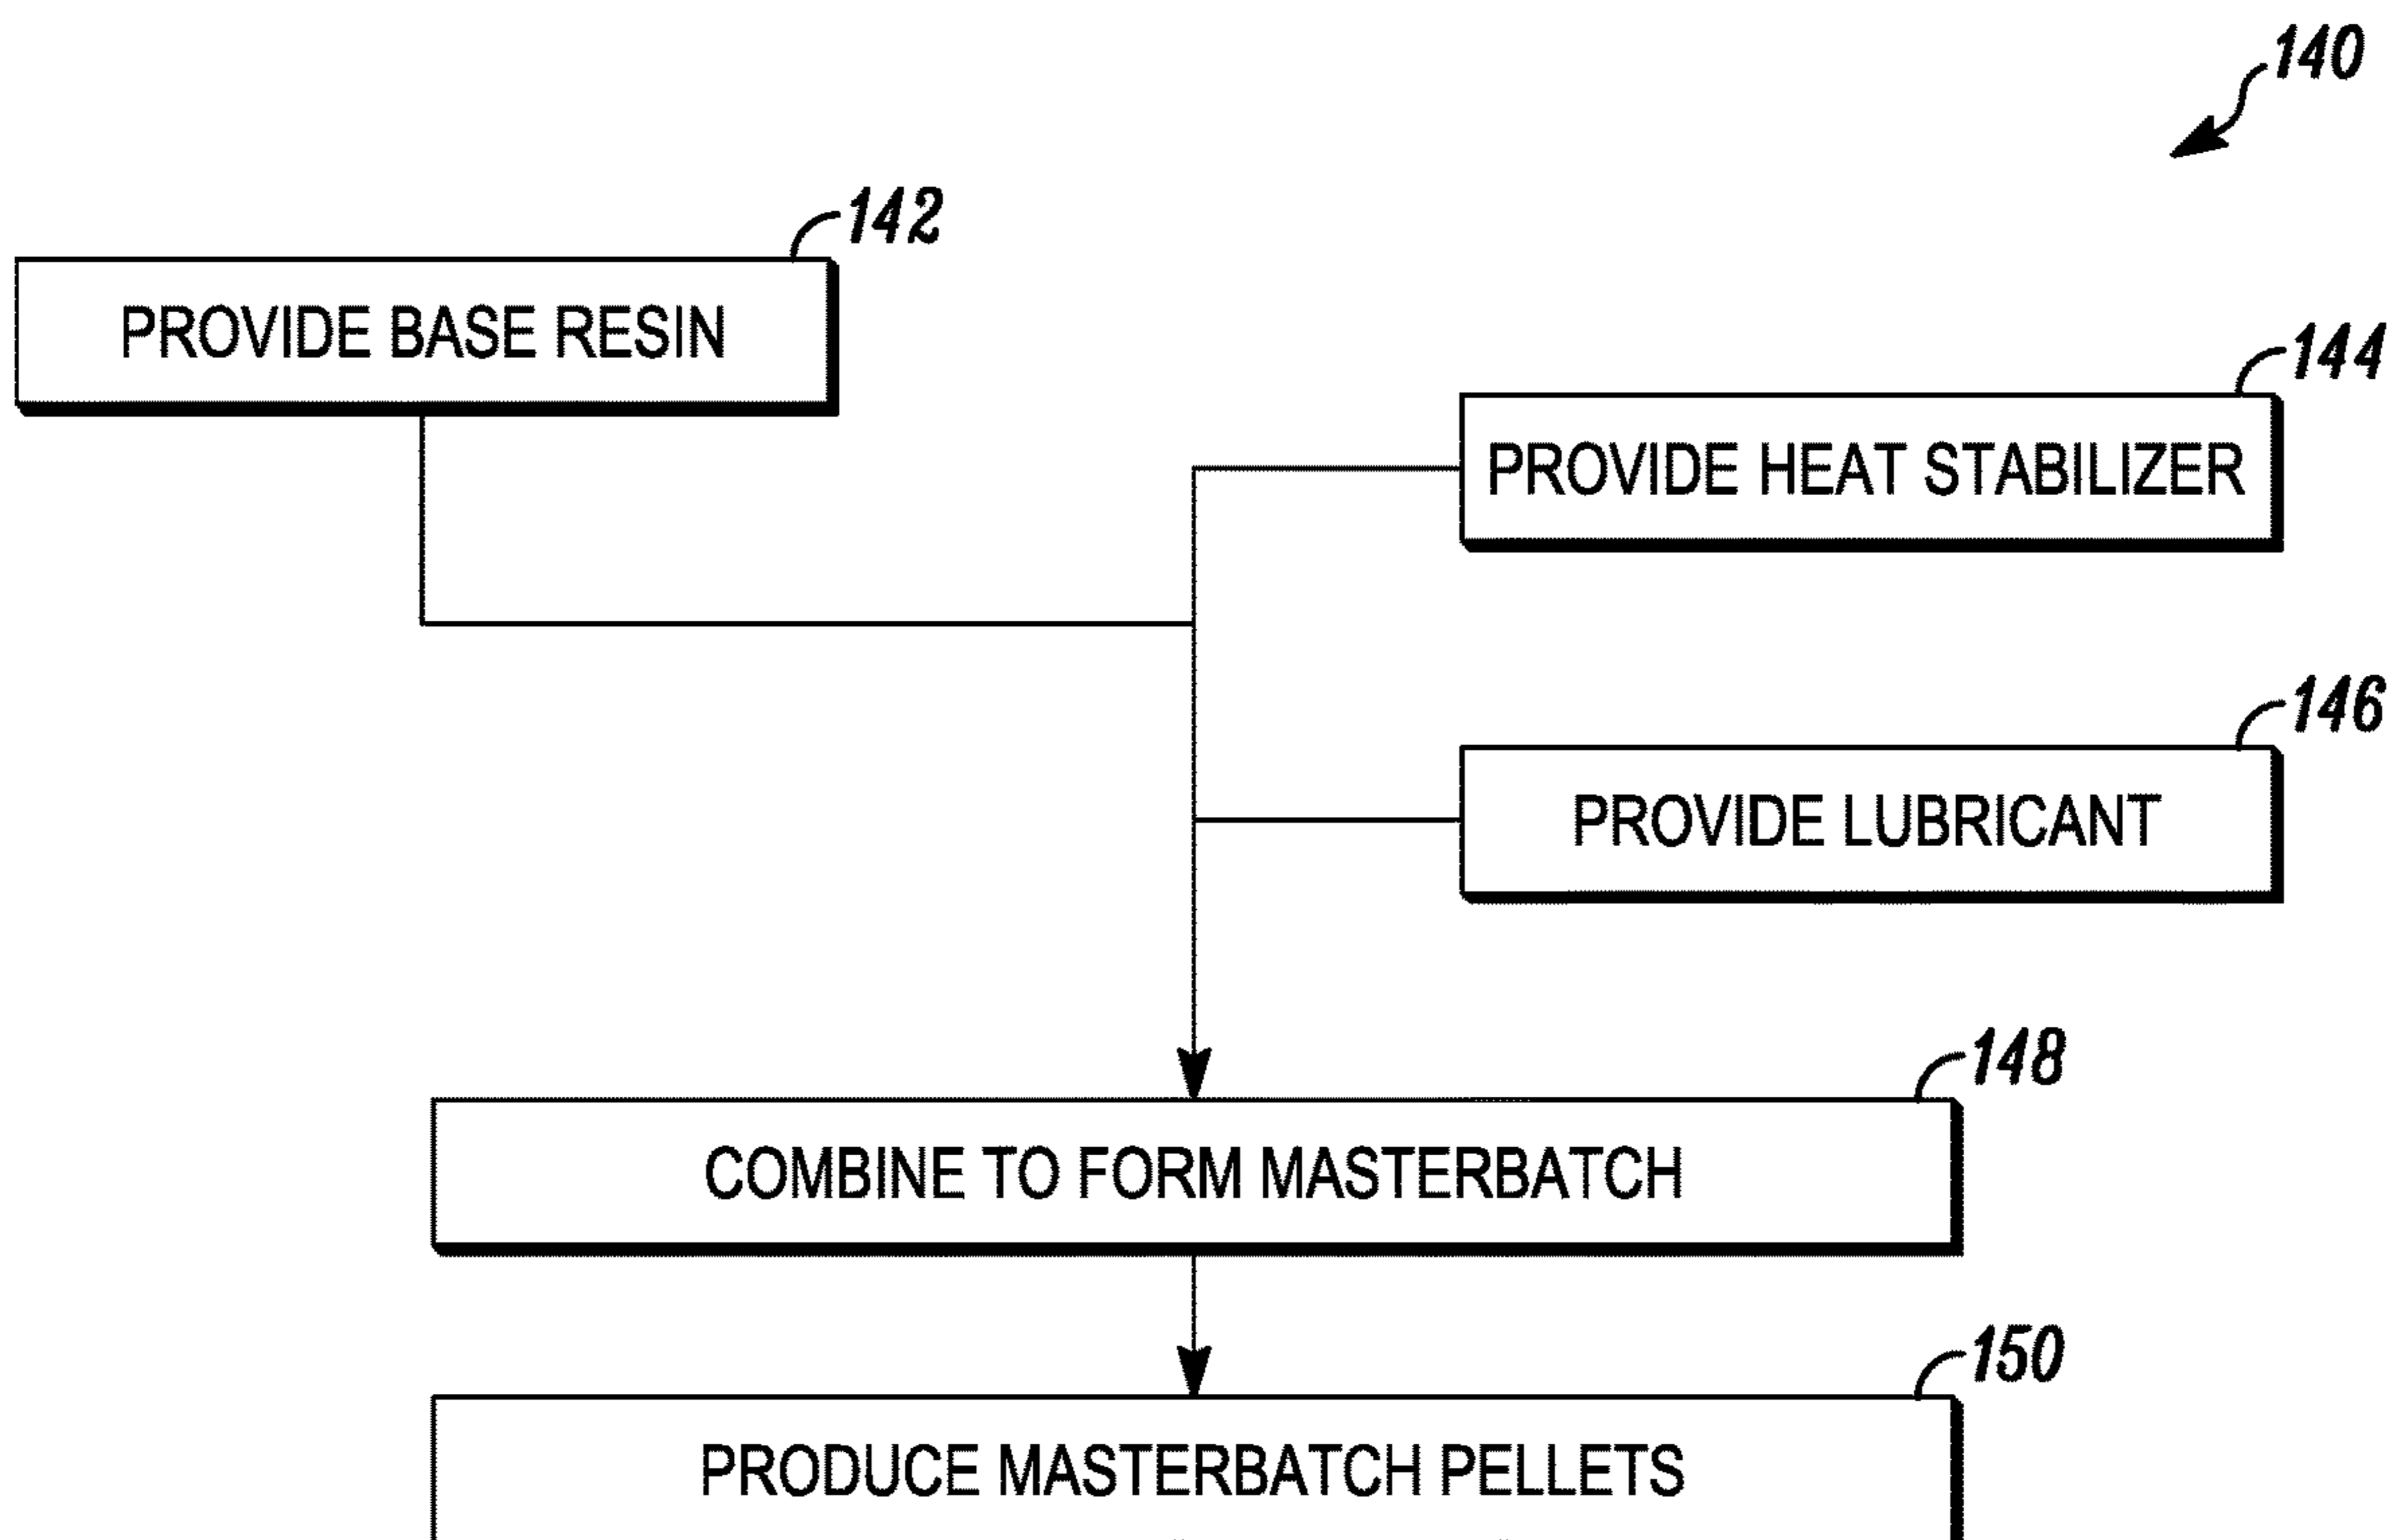 140
142
PROVIDE BASE RESIN
144
PROVIDE HEAT STABILIZER
146
PROVIDE LUBRICANT
148
COMBINE TO FORM MASTERBATCH
150
PRODUCE MASTERBATCH PELLETS